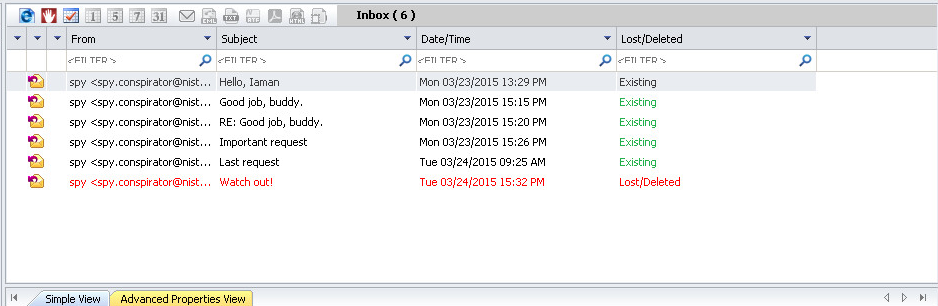 1 5 7 31 EML TXT RTF HTML Inbox ( 6 )
From Subject Date/Time Lost/Deleted
<FILTER> <FILTER> <FILTER> <FILTER>
spy <spy.conspirator@nist... Hello, Iaman Mon 03/23/2015 13:29 PM Existing
spy <spy.conspirator@nist... Good job, buddy. Mon 03/23/2015 15:15 PM Existing
spy <spy.conspirator@nist... RE: Good job, buddy. Mon 03/23/2015 15:20 PM Existing
spy <spy.conspirator@nist... Important request Mon 03/23/2015 15:26 PM Existing
spy <spy.conspirator@nist... Last request Tue 03/24/2015 09:25 AM Existing
spy <spy.conspirator@nist... Watch out! Tue 03/24/2015 15:32 PM Lost/Deleted
Simple View Advanced Properties View